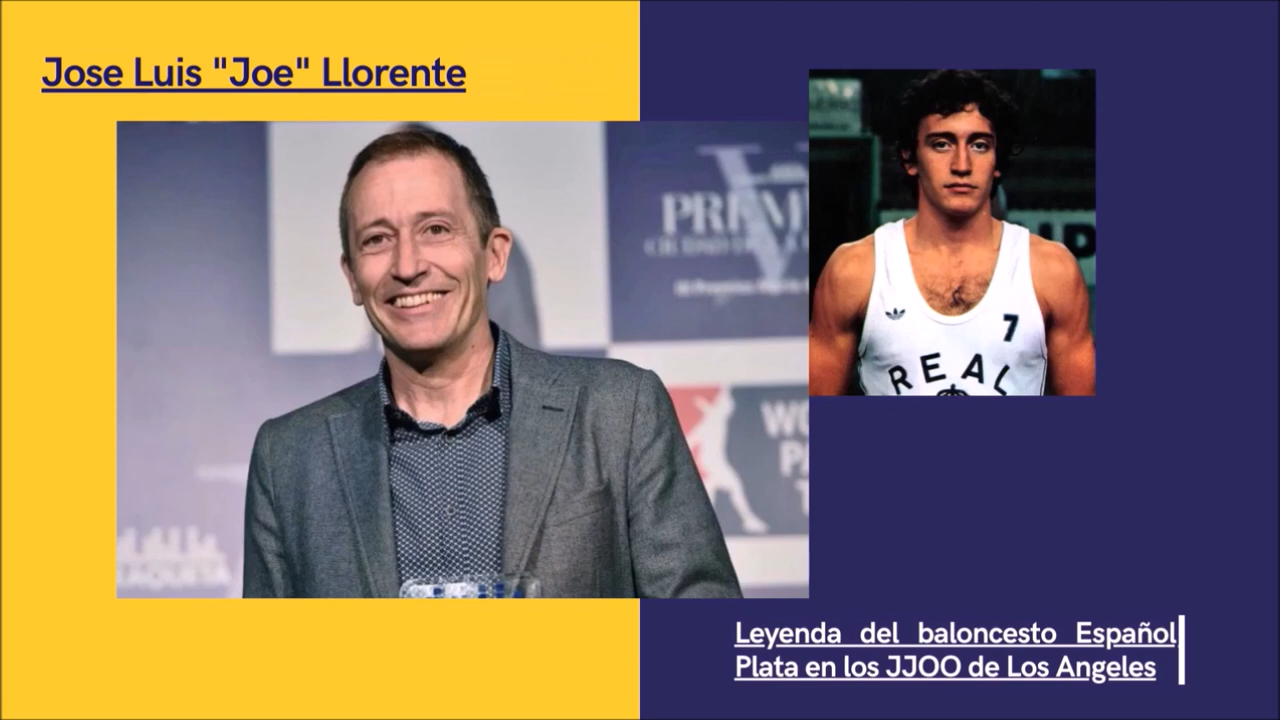 Jose Luis "Joe" Llorente
PREM
7
REAL
WO
PA
T
RAQUETA
Leyenda del baloncesto Español
Plata en los JJOO de Los Angeles